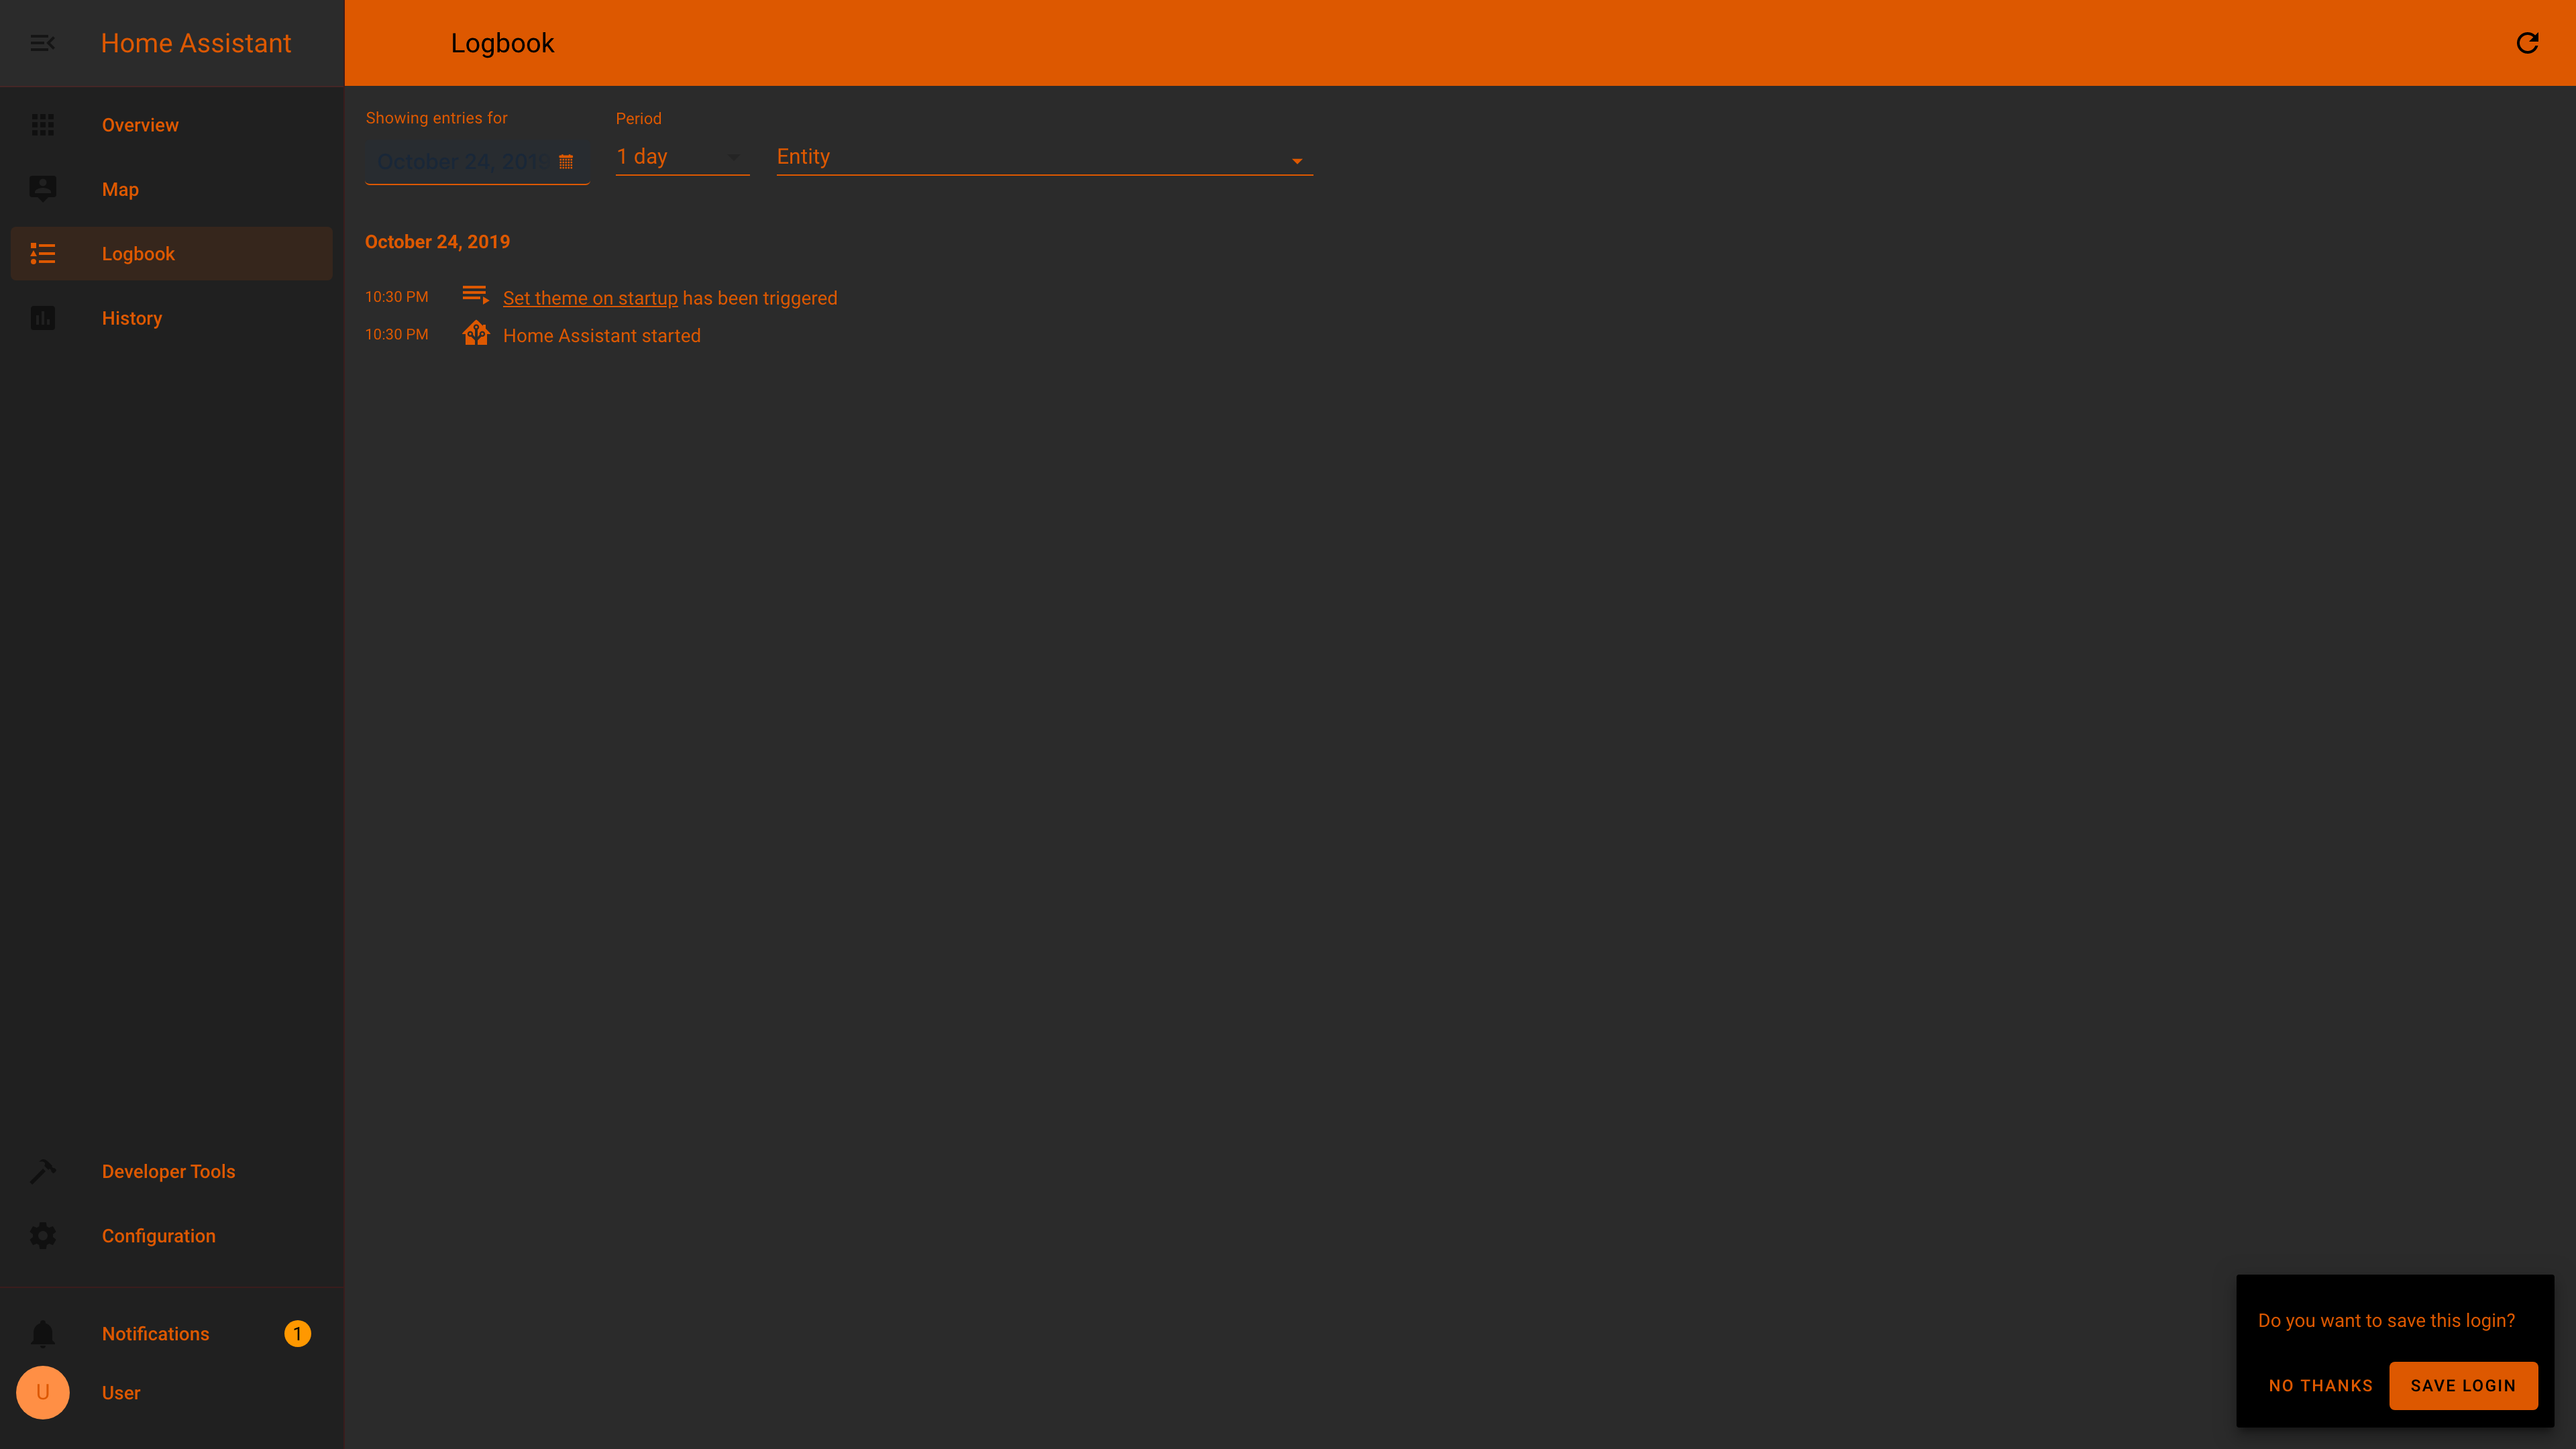 Home Assistant
Logbook
Overview
Map
Logbook
History
Developer Tools
Configuration
Notifications 1
U User
Showing entries for
October 24, 201
Period
1 day
Entity
October 24, 2019
10:30 PM Set theme on startup has been triggered
10:30 PM Home Assistant started
Do you want to save this login?
NO THANKS SAVE LOGIN